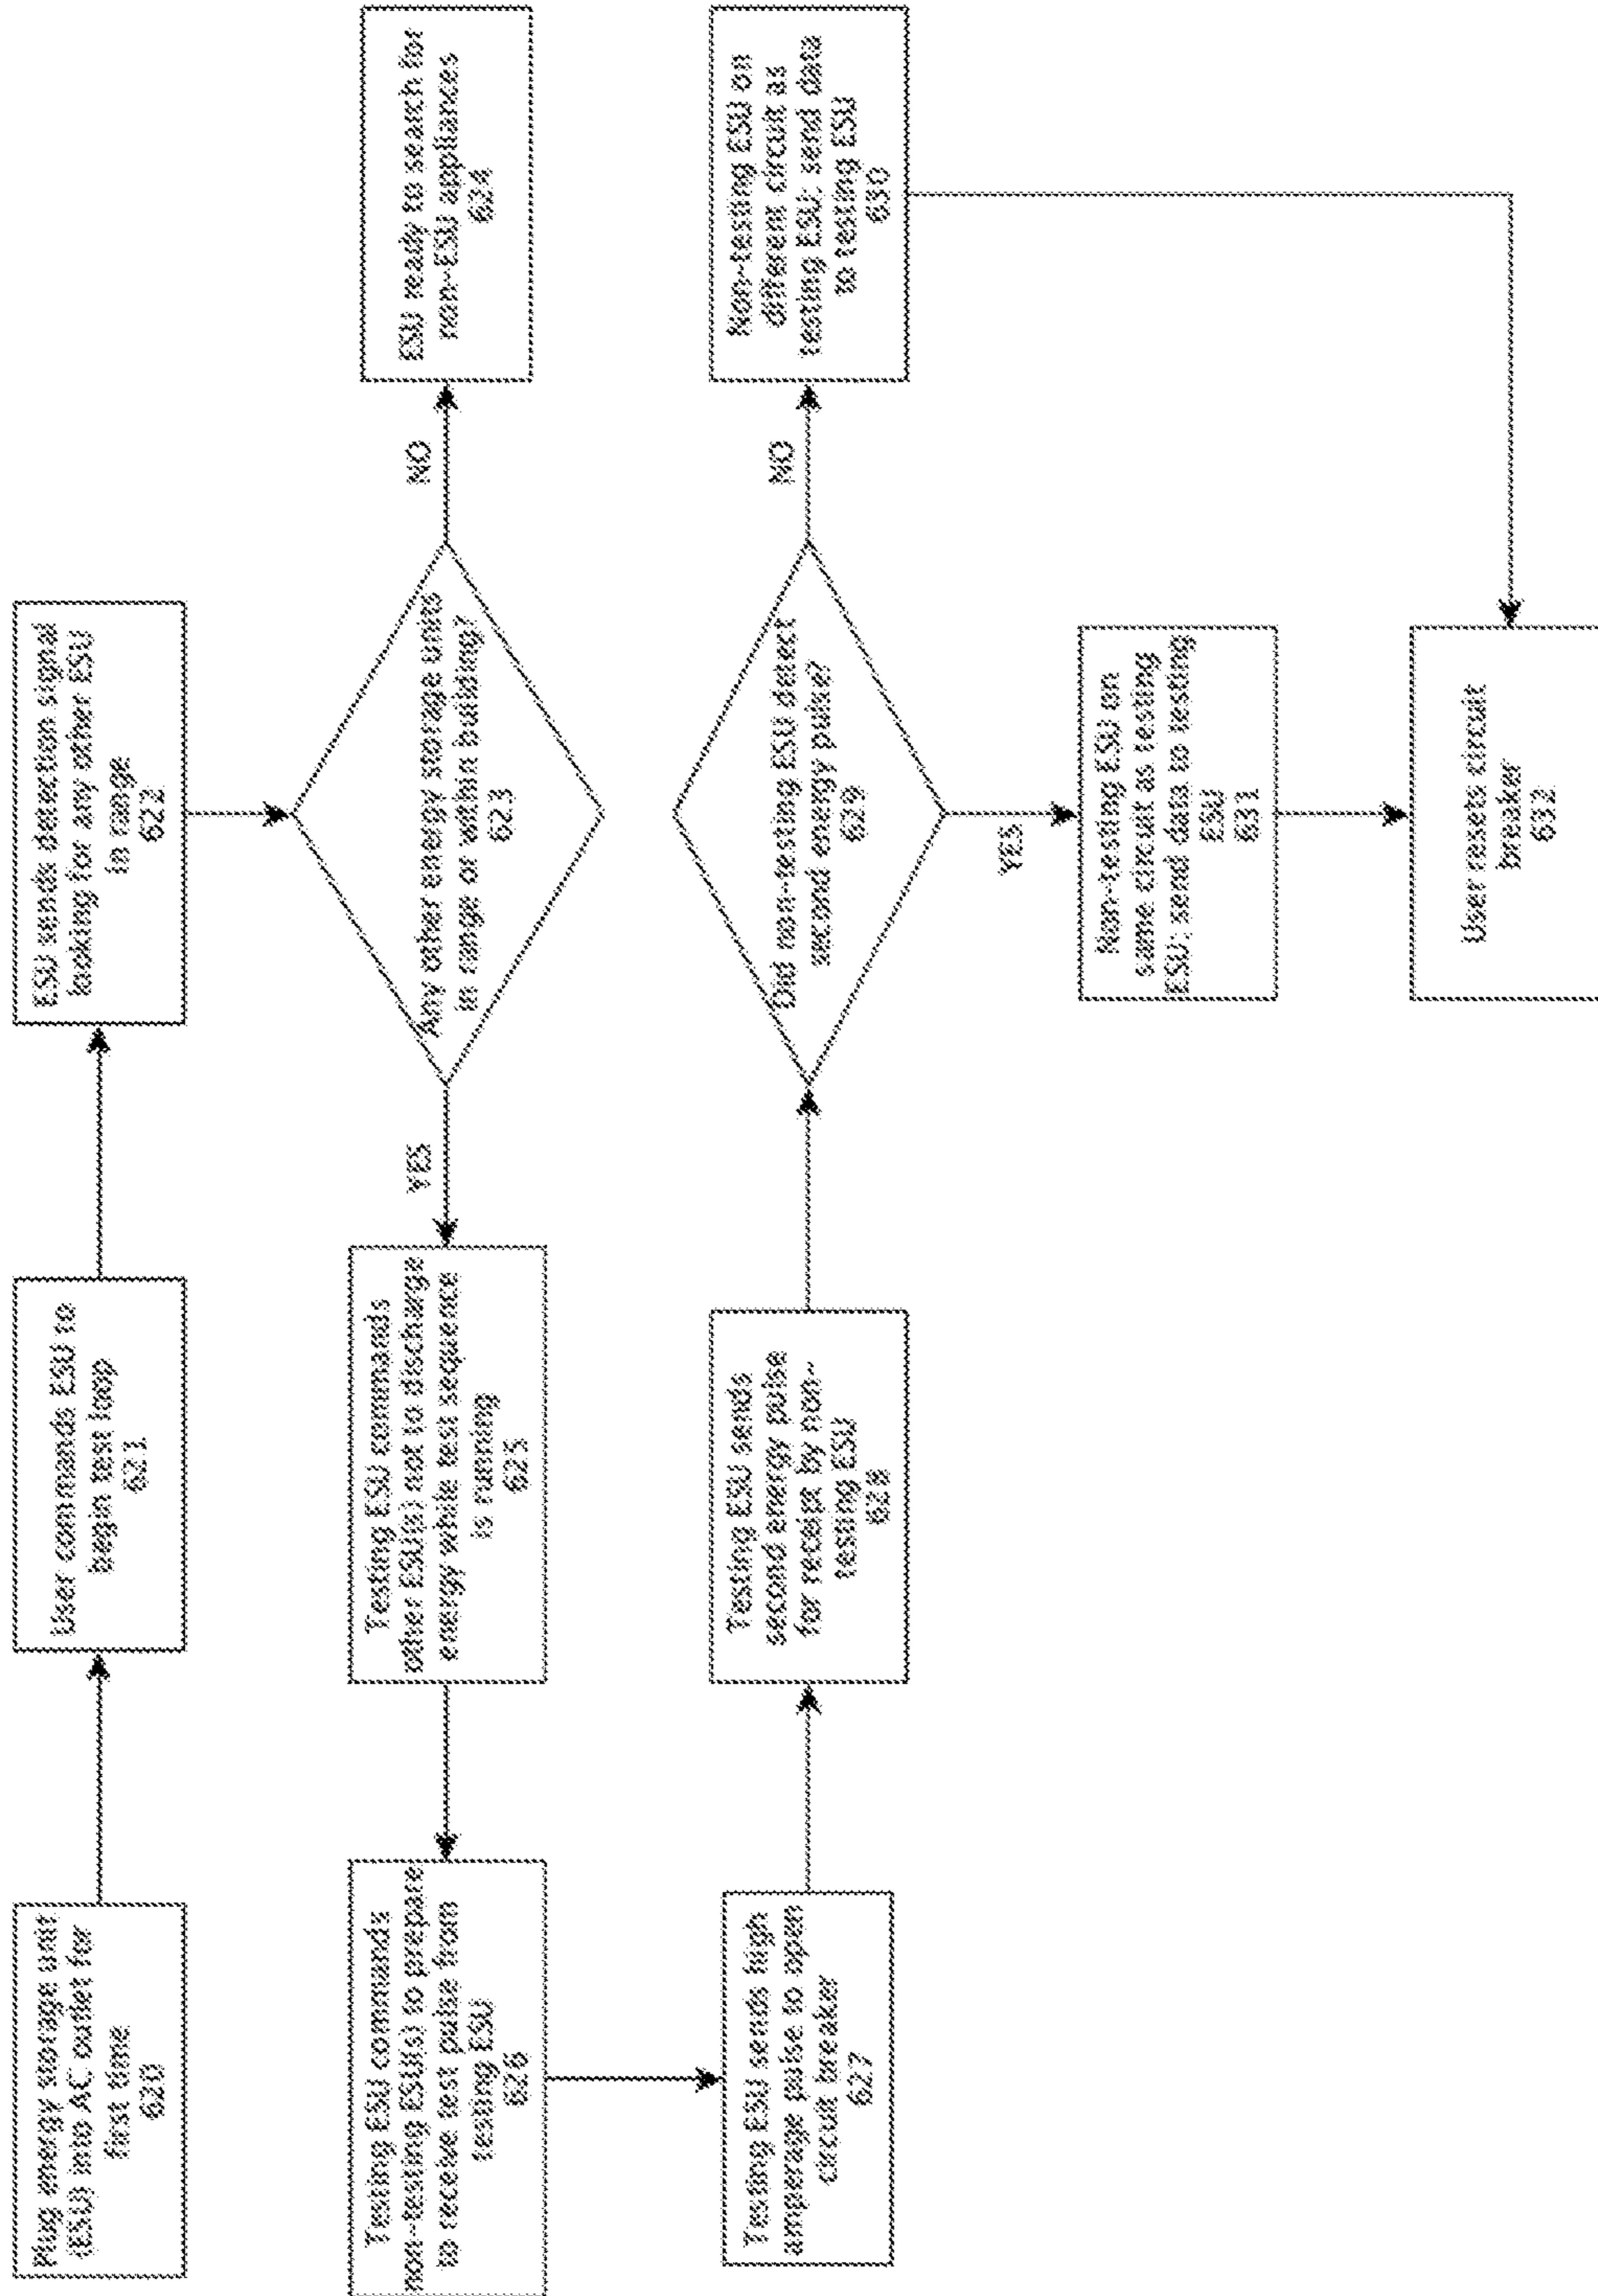 Plug energy storage unit
(ESU) into AC outlet for
first time
620
User commands ESU to
begin test loop
621
ESU sends detection signal
looking for any other ESU
in range
622
Any other energy storage units
in range or within building?
623
NO
ESU ready to search for
non-ESU appliances
634
YES
Testing ESU commands
other ESU(s) not to discharge
energy while test sequence
is running
625
Testing ESU commands
non-testing ESU(s) to prepare
to receive test pulse from
testing ESU
626
Testing ESU sends high
amperage pulse to open
circuit breaker
627
Testing ESU sends
second energy pulse
for receipt by non-
testing ESU
628
Did non-testing ESU detect
second energy pulse?
629
NO
Non-testing ESU on
different circuit as
testing ESU; send data
to testing ESU
630
YES
Non-testing ESU on
same circuit as testing
ESU; send data to testing
ESU
631
User resets circuit
breaker
632